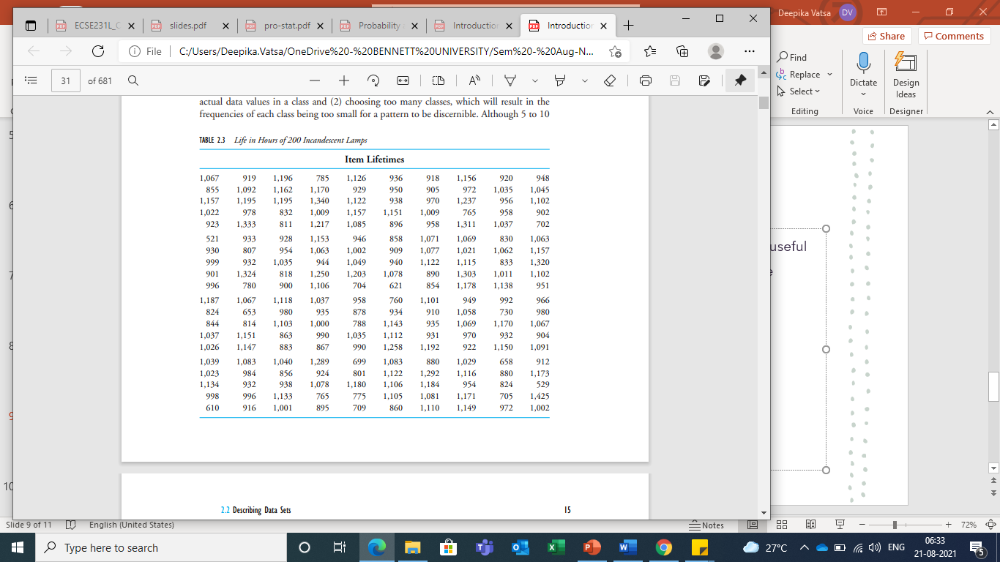 Deepika Vatsa DV
ECSE231L_C
slides.pdf
pro-stat.pdf
Probability
Introduction
Introduction
File C:/Users/Deepika.Vatsa/OneDrive%20-%20BENNETT%20UNIVERSITY/Sem%20-%20Aug-N...
Share Comments
31 of 681
Find
Replace
Select
Dictate
Design
Ideas
Editing Voice Designer
actual data values in a class and (2) choosing too many classes, which will result in the
frequencies of each class being too small for a pattern to be discernible. Although 5 to 10
TABLE 2.3 Life in Hours of 200 Incandescent Lamps
Item Lifetimes
1,067 919 1,196 785 1,126 936 918 1,156 920 948
855 1,092 1,162 1,170 929 950 905 972 1,035 1,045
1,157 1,195 1,195 1,340 1,122 938 970 1,237 956 1,102
1,022 978 832 1,009 1,157 1,151 1,009 765 958 902
923 1,333 811 1,217 1,085 896 958 1,311 1,037 702
521 933 928 1,153 946 858 1,071 1,069 830 1,063
930 807 954 1,063 1,002 909 1,077 1,021 1,062 1,157
999 932 1,035 944 1,049 940 1,122 1,115 833 1,320
901 1,324 818 1,250 1,203 1,078 890 1,303 1,011 1,102
996 780 900 1,106 704 621 854 1,178 1,138 951
1,187 1,067 1,118 1,037 958 760 1,101 949 992 966
824 653 980 935 878 934 910 1,058 730 980
844 814 1,103 1,000 788 1,143 935 1,069 1,170 1,067
1,037 1,151 863 990 1,035 1,112 931 970 932 904
1,026 1,147 883 867 990 1,258 1,192 922 1,150 1,091
1,039 1,083 1,040 1,289 699 1,083 880 1,029 658 912
1,023 984 856 924 801 1,122 1,292 1,116 880 1,173
1,134 932 938 1,078 1,180 1,106 1,184 954 824 529
998 996 1,133 765 775 1,105 1,081 1,171 705 1,425
610 916 1,001 895 709 860 1,110 1,149 972 1,002
useful
2.2 Describing Data Sets 15
Slide 9 of 11 English (United States) Notes 72%
Type here to search
27°C ENG
06:33
21-08-2021
5